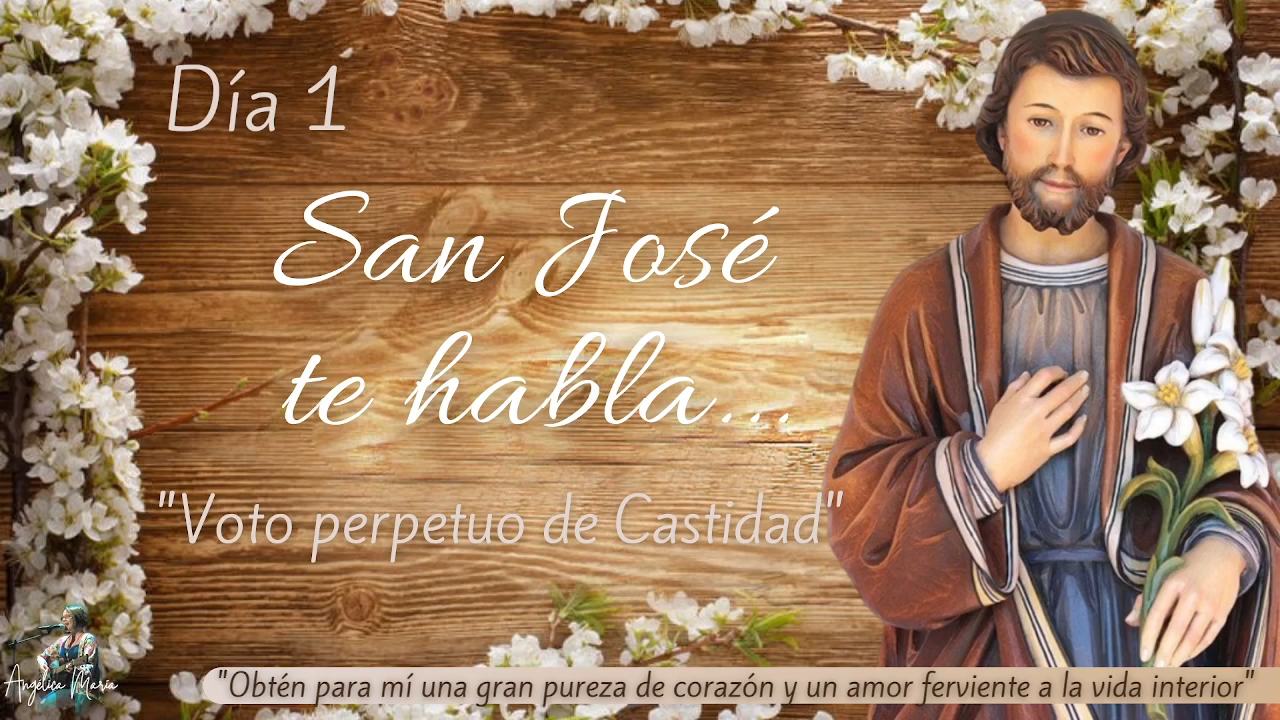 Día 1
San José
te habla...
"Voto perpetuo de Castidad"
Angélica María
"Obtén para mí una gran pureza de corazón y un amor ferviente a la vida interior"